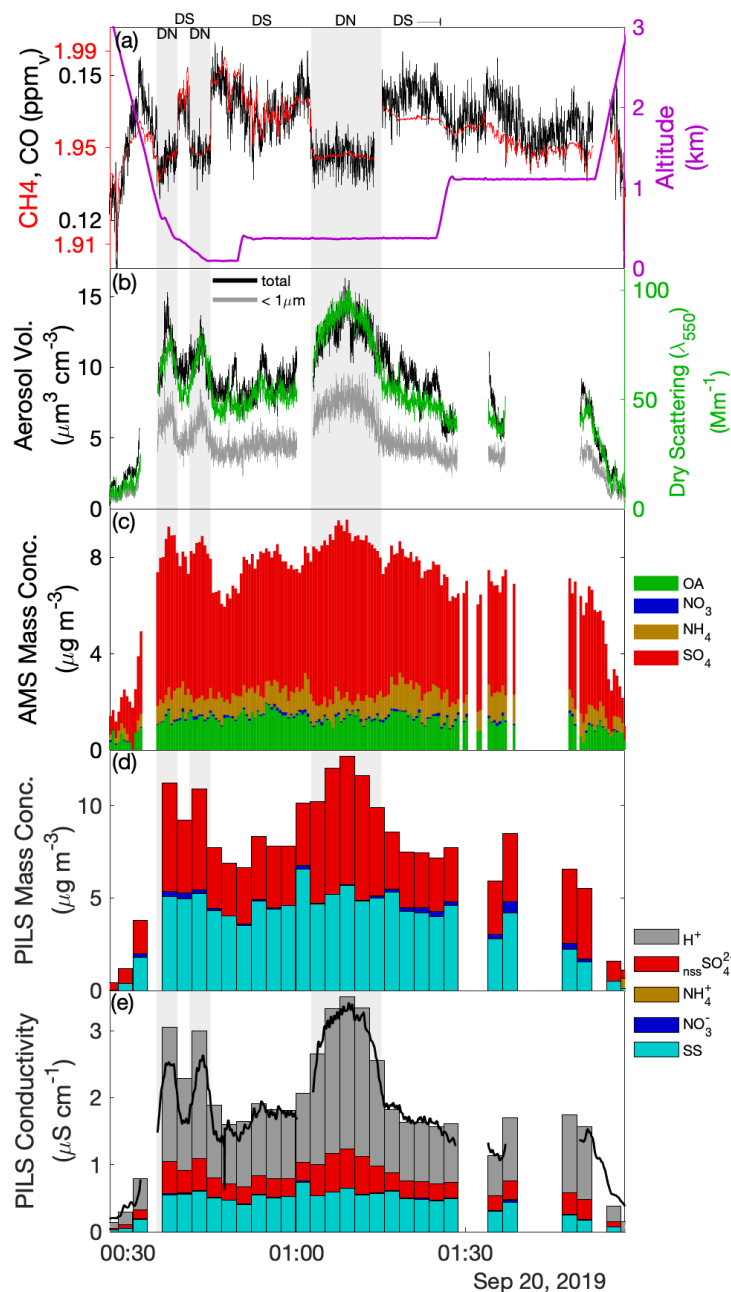 DS DS DN DS
DN DN
(a)
1.99
0.15
1.95
0.12
1.91
CH4, CO (ppmv)
3
2
1
0
Altitude
(km)
(b)
total
< 1μm
15
10
5
0
Aerosol Vol.
(μm³ cm⁻³)
100
50
0
Dry Scattering (λ550)
(Mm⁻¹)
(c)
8
4
0
AMS Mass Conc.
(μg m⁻³)
OA
NO3
NH4
SO4
(d)
10
5
0
PILS Mass Conc.
(μg m⁻³)
H⁺
nssSO4²⁻
NH4⁺
NO3⁻
SS
(e)
3
2
1
0
PILS Conductivity
(μS cm⁻¹)
00:30 01:00 01:30
Sep 20, 2019